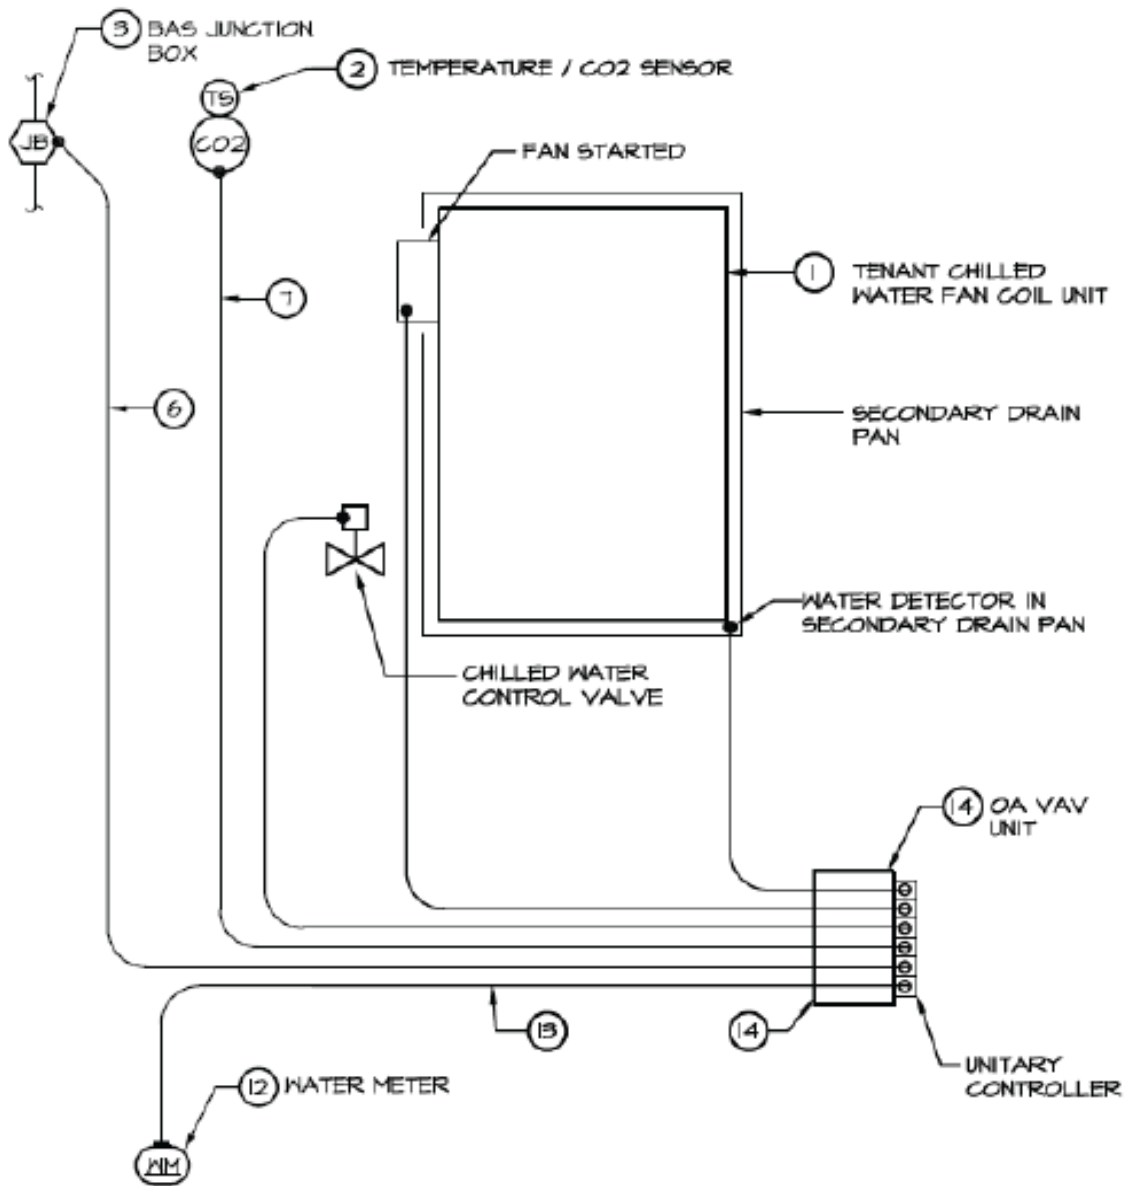 3 BAS JUNCTION
BOX
2 TEMPERATURE / CO2 SENSOR
TS
JB
CO2
FAN STARTED
1 TENANT CHILLED
WATER FAN COIL UNIT
7
6
SECONDARY DRAIN
PAN
WATER DETECTOR IN
SECONDARY DRAIN PAN
CHILLED WATER
CONTROL VALVE
14 OA VAV
UNIT
13
14
UNITARY
CONTROLLER
12 WATER METER
WM